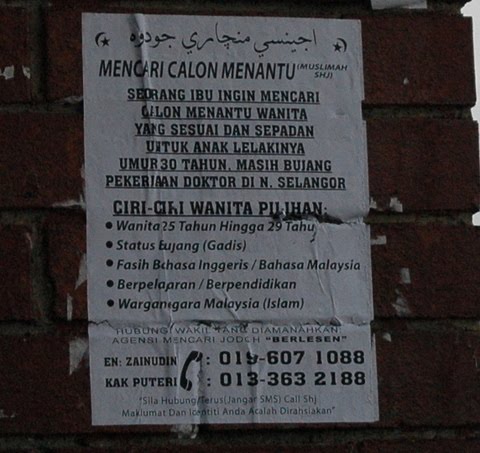 اجينسي منچاري جودوه
MENCARI CALON MENANTU (MUSLIMAH SHJ)
SEORANG IBU INGIN MENCARI
CALON MENANTU WANITA
YANG SESUAI DAN SEPADAN
UNTUK ANAK LELAKINYA
UMUR 30 TAHUN. MASIH BUJANG
PEKERJAAN DOKTOR DI N. SELANGOR
CIRI-CIRI WANITA PILIHAN:
• Wanita 25 Tahun Hingga 29 Tahu
• Status Bujang (Gadis)
• Fasih Bahasa Inggeris / Bahasa Malaysia
• Berpelajaran / Berpendidikan
• Warganegara Malaysia (Islam)
HUBUNGI WAKIL YANG DIAMANAHKAN:
AGENSI MENCARI JODOH "BERLESEN"
EN: ZAINUDIN : 019-607 1088
KAK PUTERI : 013-363 2188
"Sila Hubung/Terus(Jangar SMS) Call Shj
Maklumat Dan Identiti Anda Adalah Dirahsiakan"